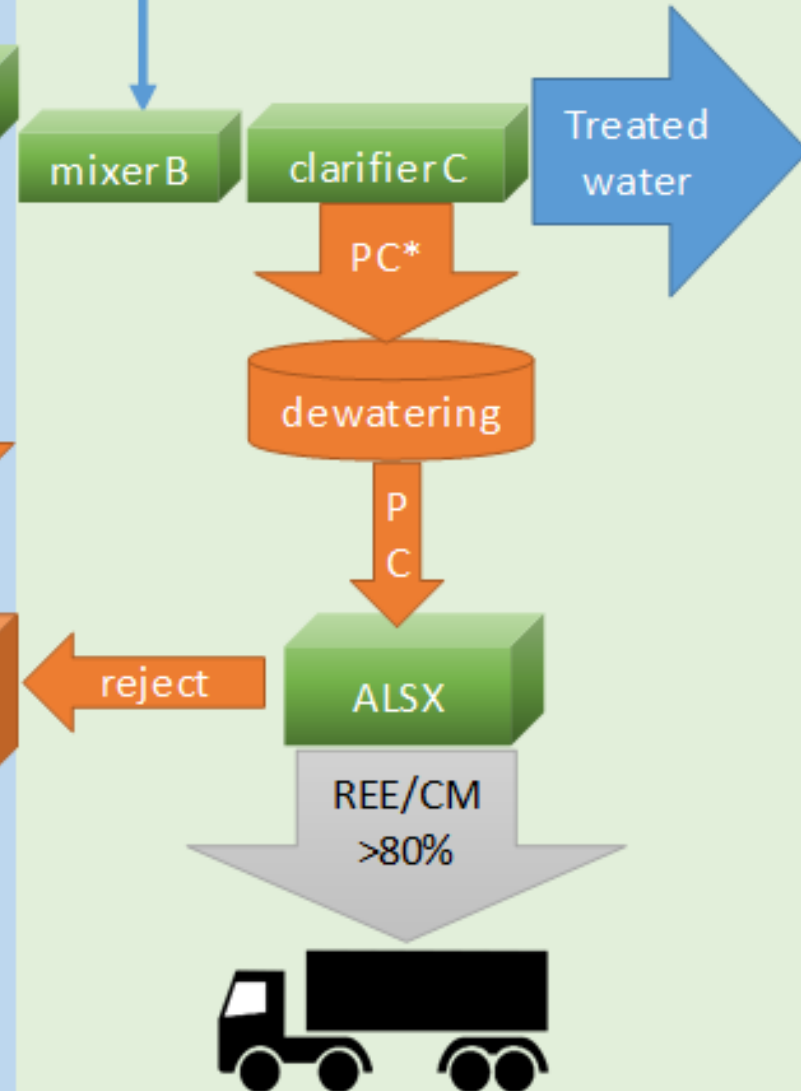 mixer B
clarifier C
Treated
water
PC*
dewatering
P
C
reject
ALSX
REE/CM
>80%